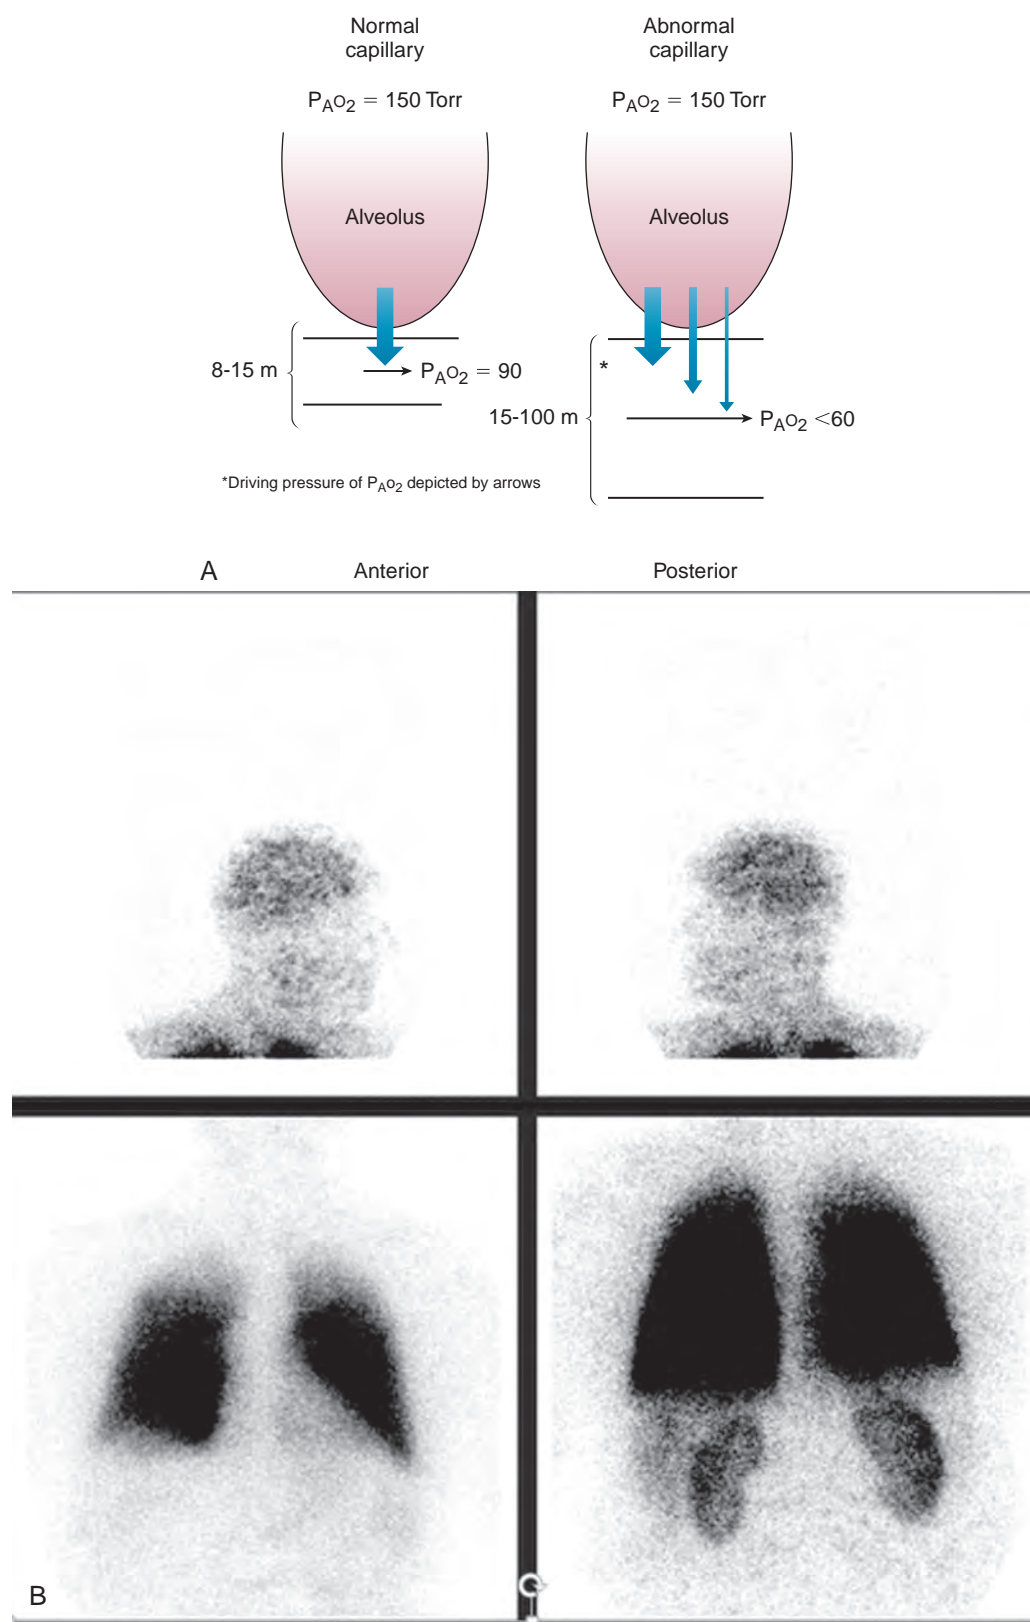 Normal
capillary
Abnormal
capillary
PAO2 = 150 Torr
PAO2 = 150 Torr
Alveolus
Alveolus
8-15 m
PAO2 = 90
*
15-100 m
PAO2 <60
*Driving pressure of PAO2 depicted by arrows
A
Anterior
Posterior
B